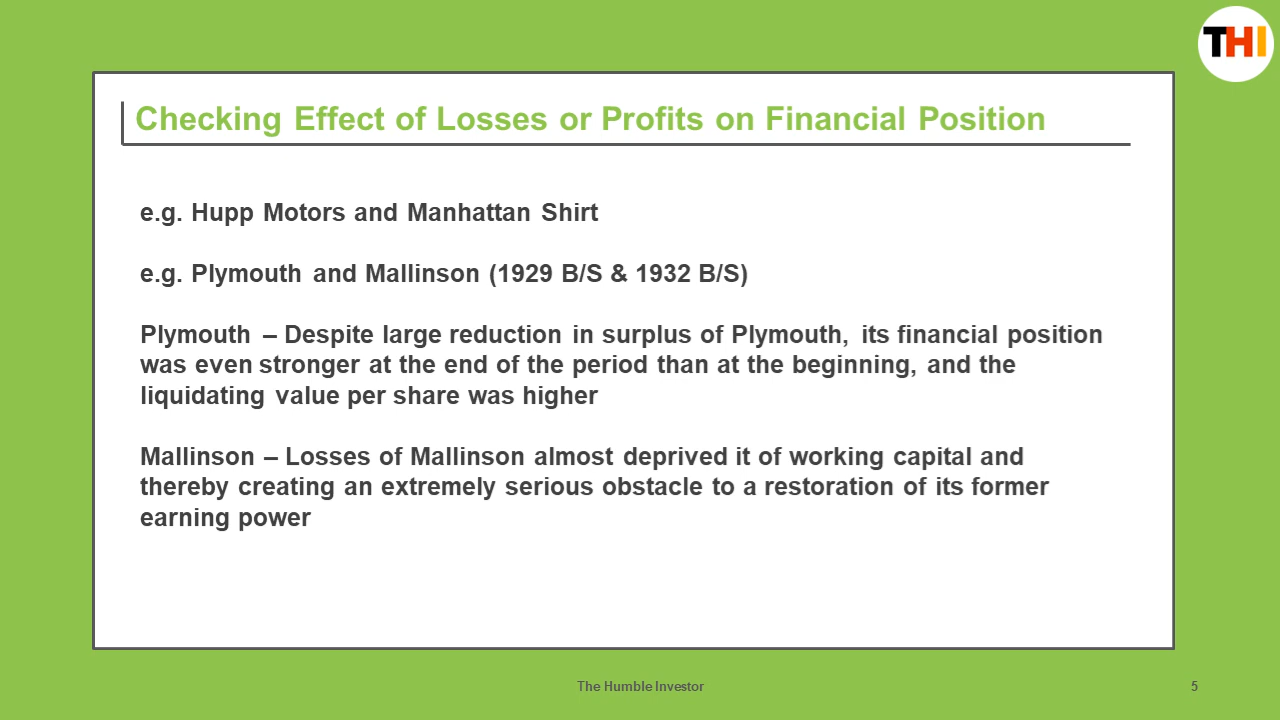 THI
Checking Effect of Losses or Profits on Financial Position
e.g. Hupp Motors and Manhattan Shirt
e.g. Plymouth and Mallinson (1929 B/S & 1932 B/S)
Plymouth – Despite large reduction in surplus of Plymouth, its financial position
was even stronger at the end of the period than at the beginning, and the
liquidating value per share was higher
Mallinson – Losses of Mallinson almost deprived it of working capital and
thereby creating an extremely serious obstacle to a restoration of its former
earning power
The Humble Investor
5